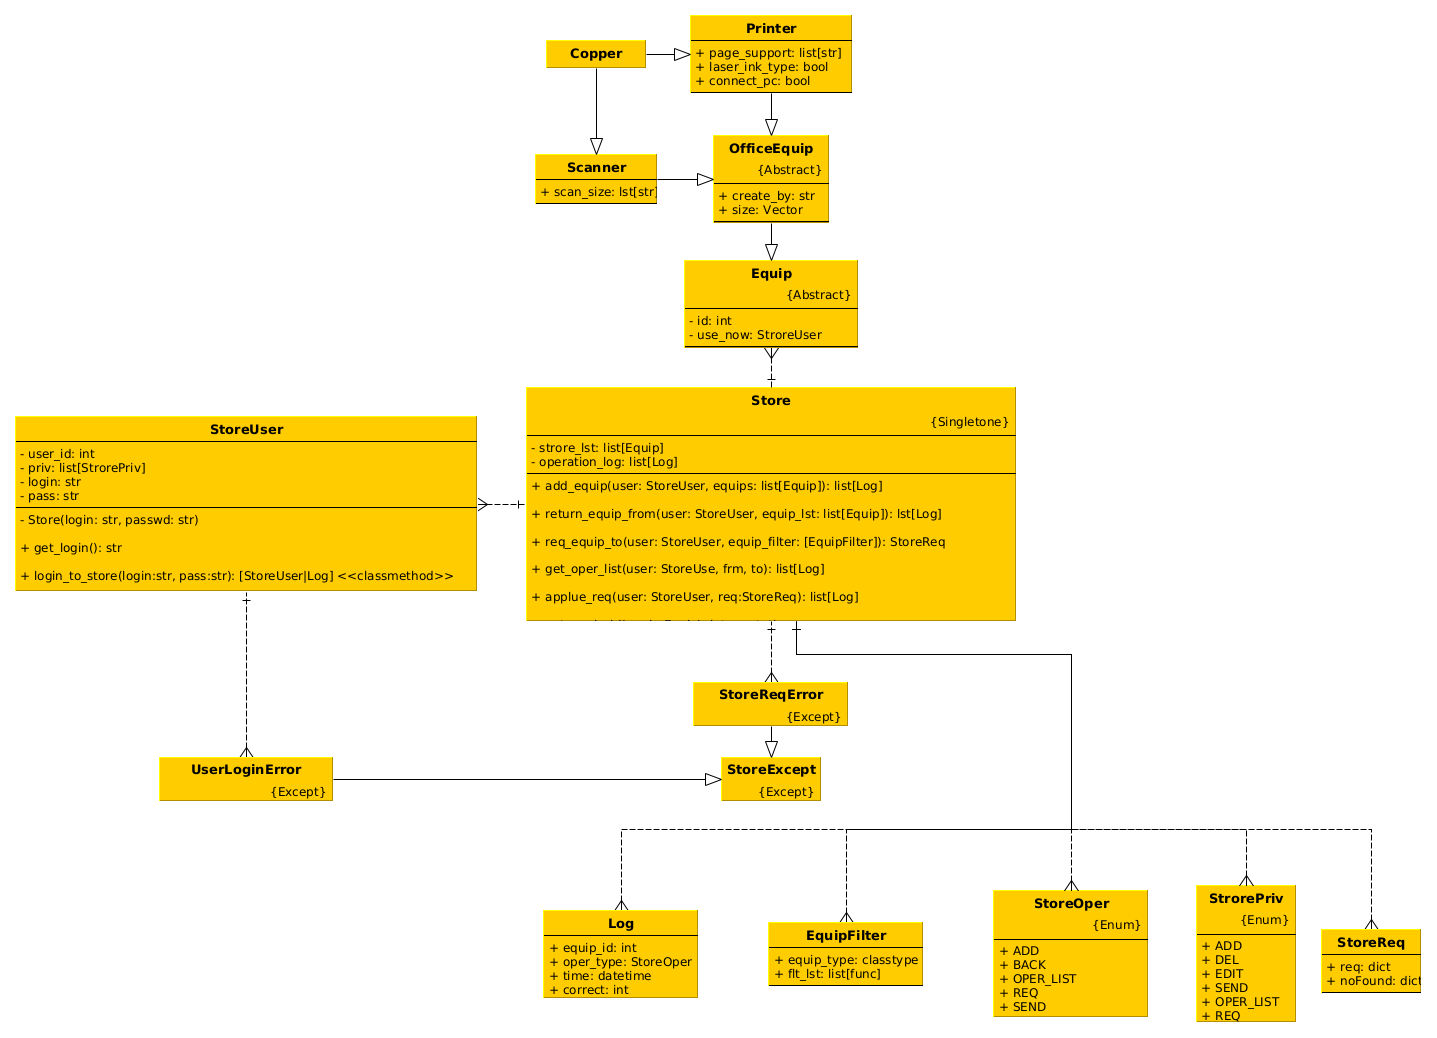 Printer
+ page_support: list[str]
+ laser_ink_type: bool
+ connect_pc: bool
Copper
Scanner
+ scan_size: lst[str]
OfficeEquip
{Abstract}
+ create_by: str
+ size: Vector
Equip
{Abstract}
- id: int
- use_now: StroreUser
Store
{Singletone}
- strore_lst: list[Equip]
- operation_log: list[Log]
+ add_equip(user: StoreUser, equips: list[Equip]): list[Log]
+ return_equip_from(user: StoreUser, equip_lst: list[Equip]): lst[Log]
+ req_equip_to(user: StoreUser, equip_filter: [EquipFilter]): StoreReq
+ get_oper_list(user: StoreUse, frm, to): list[Log]
+ applue_req(user: StoreUser, req:StoreReq): list[Log]
StoreUser
- user_id: int
- priv: list[StrorePriv]
- login: str
- pass: str
- Store(login: str, passwd: str)
+ get_login(): str
+ login_to_store(login:str, pass:str): [StoreUser|Log] <<classmethod>>
StoreReqError
{Except}
UserLoginError
{Except}
StoreExcept
{Except}
Log
+ equip_id: int
+ oper_type: StoreOper
+ time: datetime
+ correct: int
EquipFilter
+ equip_type: classtype
+ flt_lst: list[func]
StoreOper
{Enum}
+ ADD
+ BACK
+ OPER_LIST
+ REQ
+ SEND
StrorePriv
{Enum}
+ ADD
+ DEL
+ EDIT
+ SEND
+ OPER_LIST
+ REQ
StoreReq
+ req: dict
+ noFound: dict